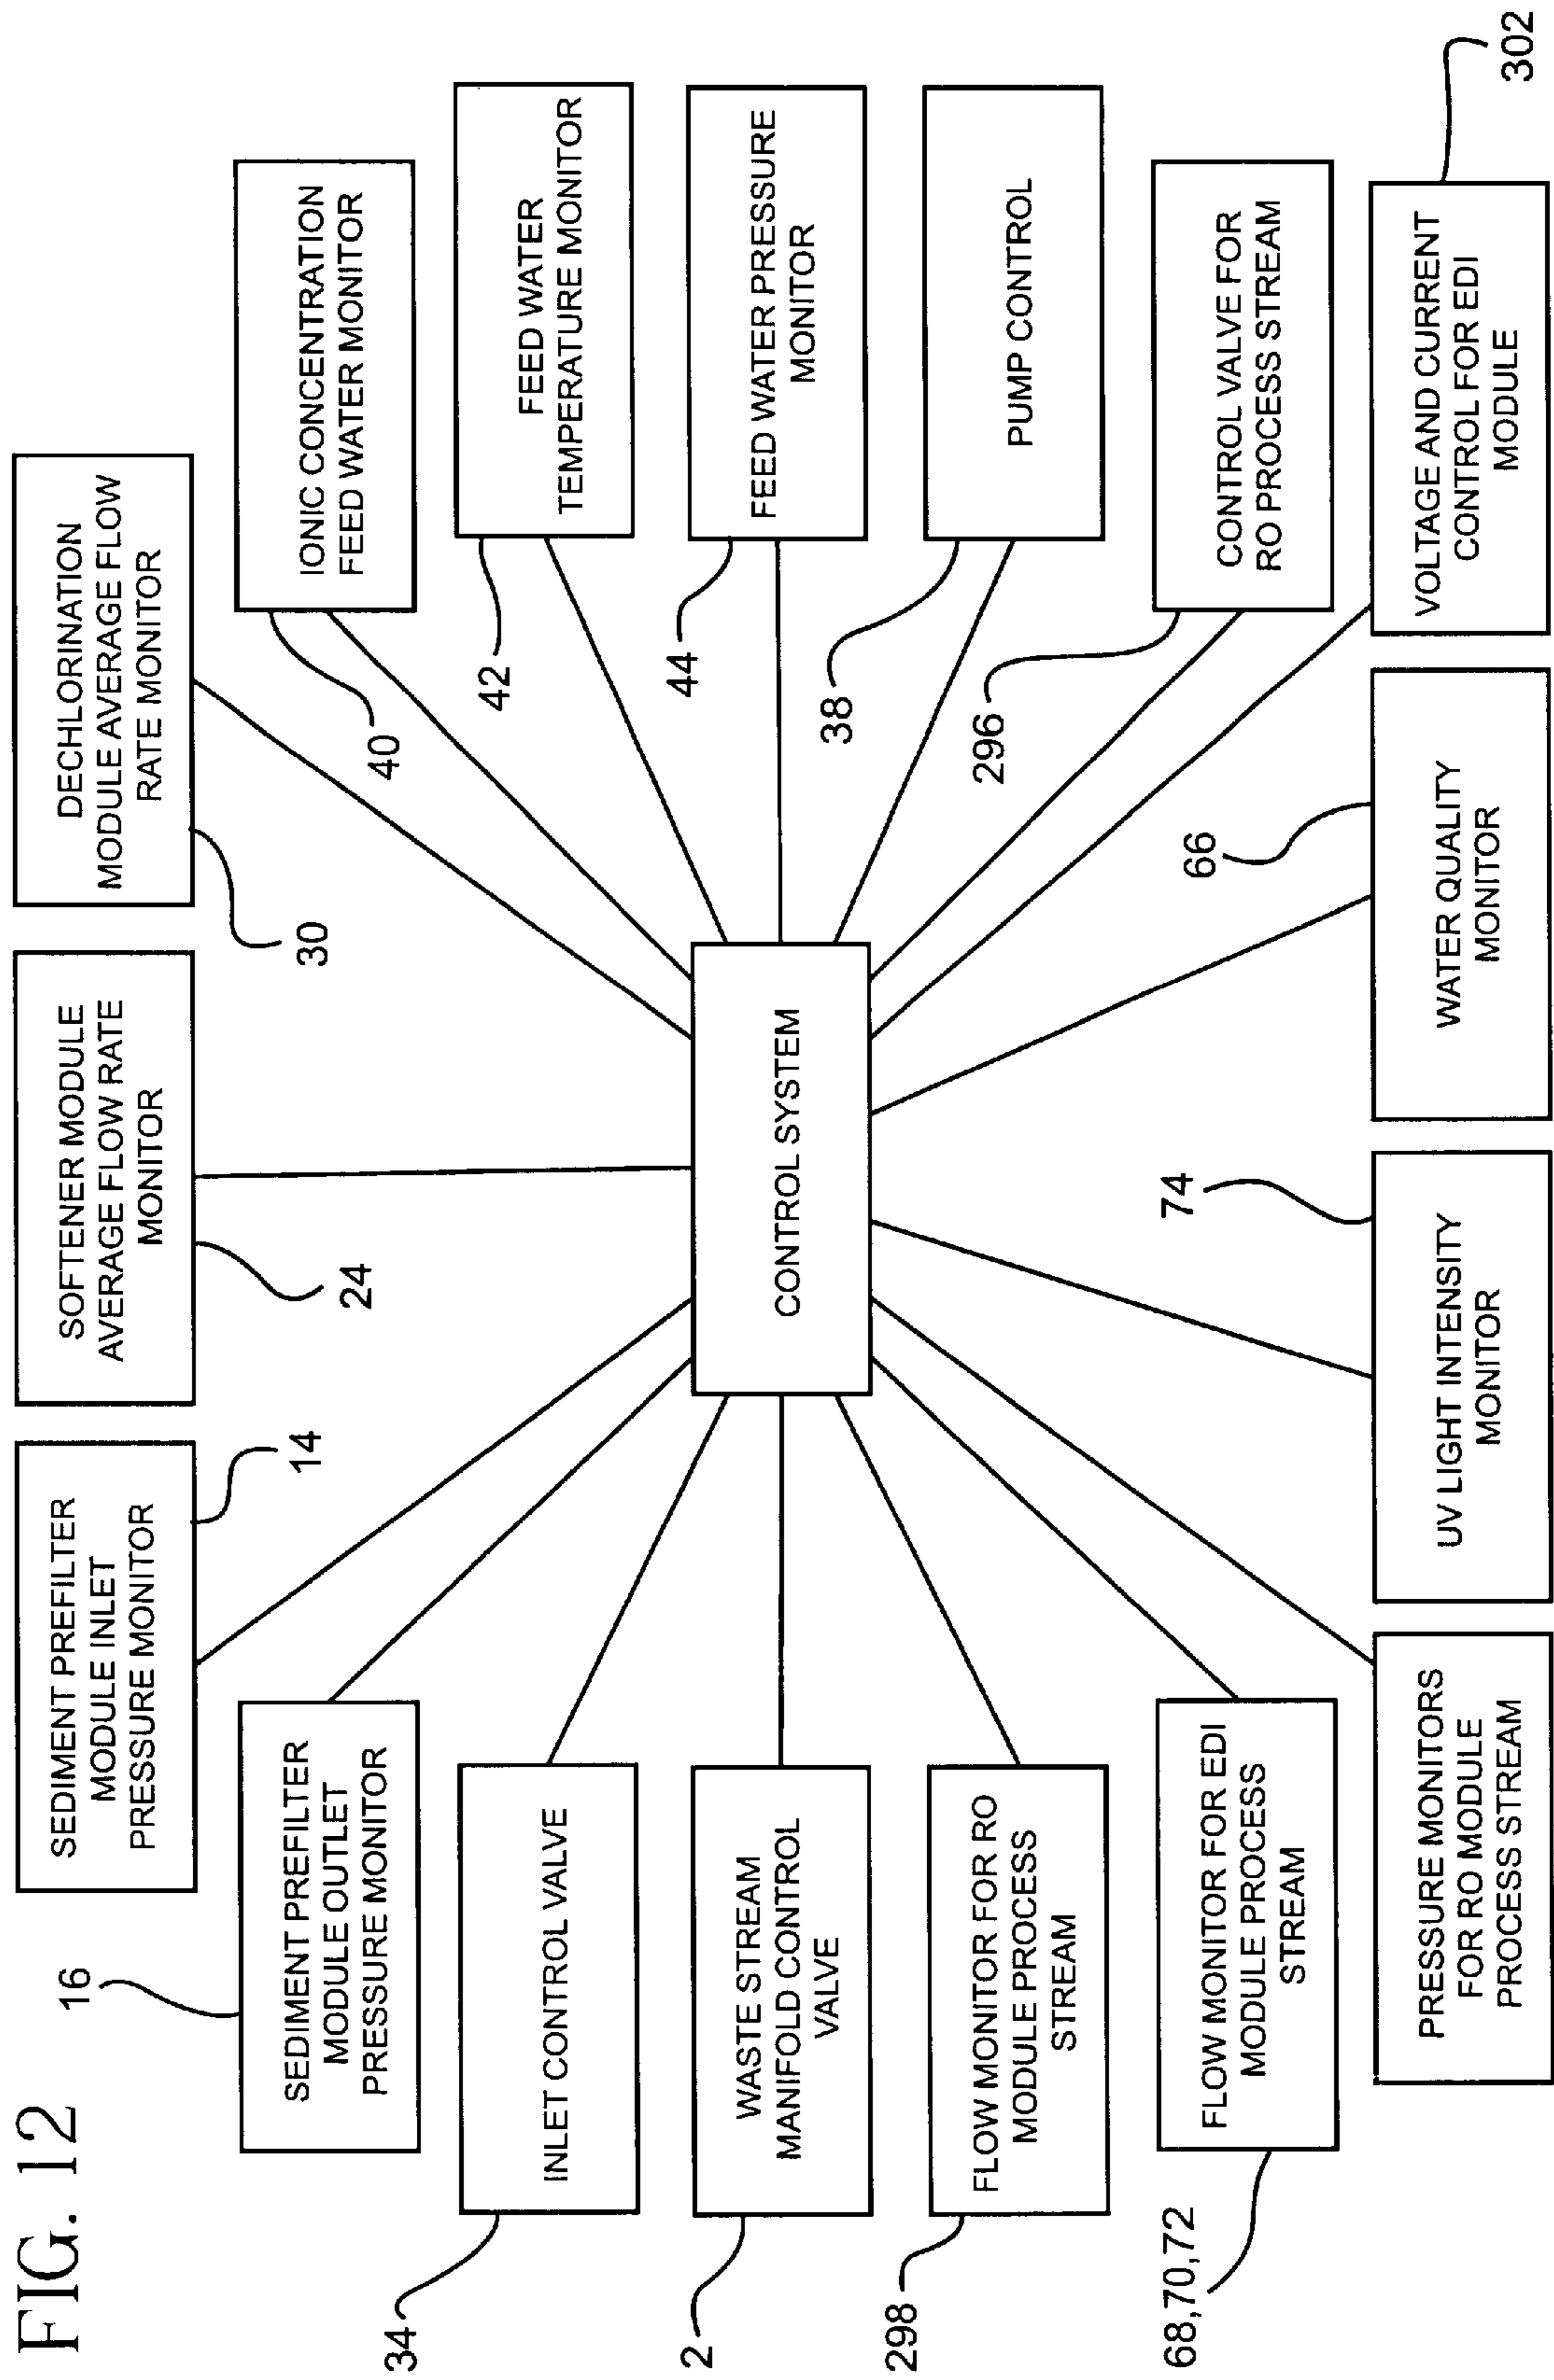 FIG. 12
SEDIMENT PREFILTER
MODULE INLET
PRESSURE MONITOR
14
SOFTENER MODULE
AVERAGE FLOW RATE
MONITOR
24
DECHLORINATION
MODULE AVERAGE FLOW
RATE MONITOR
30
16
SEDIMENT PREFILTER
MODULE OUTLET
PRESSURE MONITOR
IONIC CONCENTRATION
FEED WATER MONITOR
40
34
INLET CONTROL VALVE
FEED WATER
TEMPERATURE MONITOR
42
2
WASTE STREAM
MANIFOLD CONTROL
VALVE
CONTROL SYSTEM
FEED WATER PRESSURE
MONITOR
44
298
FLOW MONITOR FOR RO
MODULE PROCESS
STREAM
PUMP CONTROL
38
68,70,72
FLOW MONITOR FOR EDI
MODULE PROCESS
STREAM
CONTROL VALVE FOR
RO PROCESS STREAM
296
PRESSURE MONITORS
FOR RO MODULE
PROCESS STREAM
74
UV LIGHT INTENSITY
MONITOR
66
WATER QUALITY
MONITOR
VOLTAGE AND CURRENT
CONTROL FOR EDI
MODULE
302